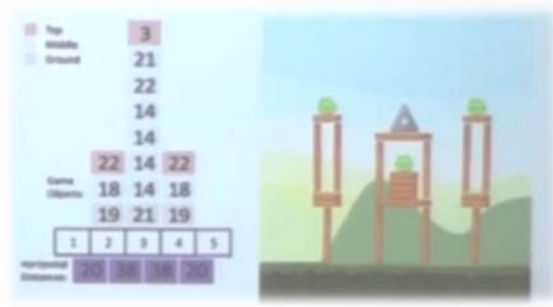 Top 3
Middle 21
Ground 22
14
14
22 14 22
Game
Objects 18 14 18
19 21 19
1 2 3 4 5
Horizontal
Distances 20 38 38 20